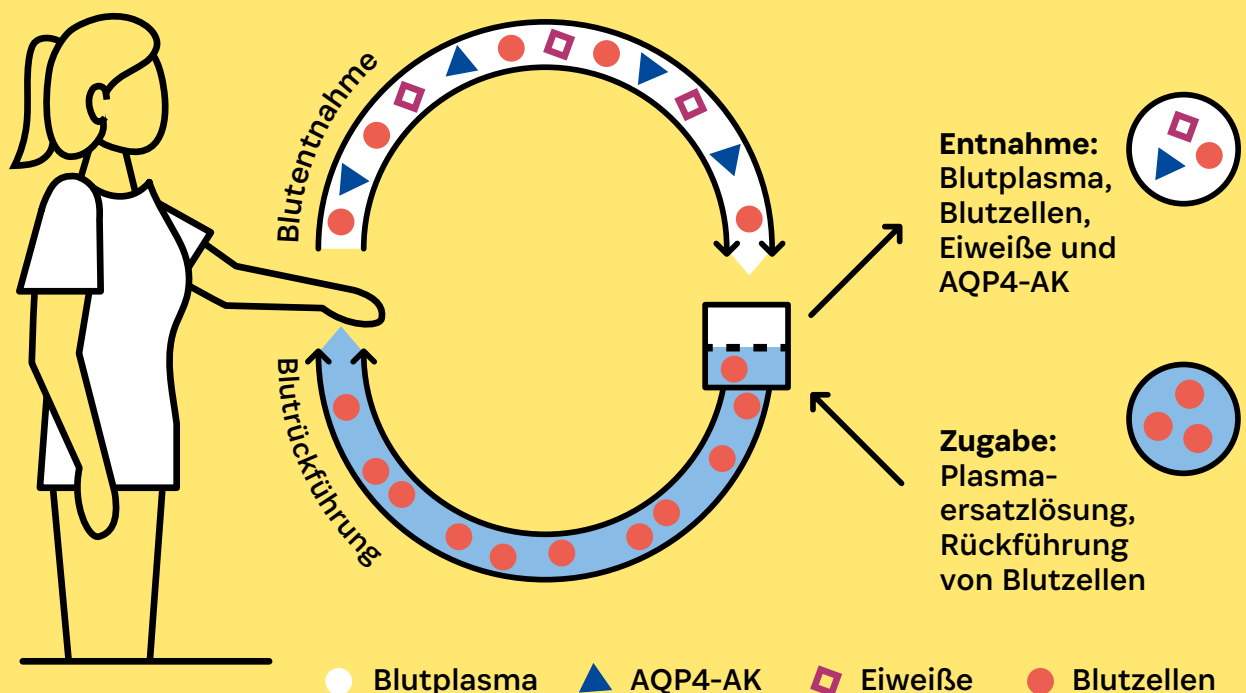 Blutentnahme
Entnahme:
Blutplasma,
Blutzellen,
Eiweiße und
AQP4-AK
Blutrückführung
Zugabe:
Plasma-
ersatzlösung,
Rückführung
von Blutzellen
Blutplasma AQP4-AK Eiweiße Blutzellen